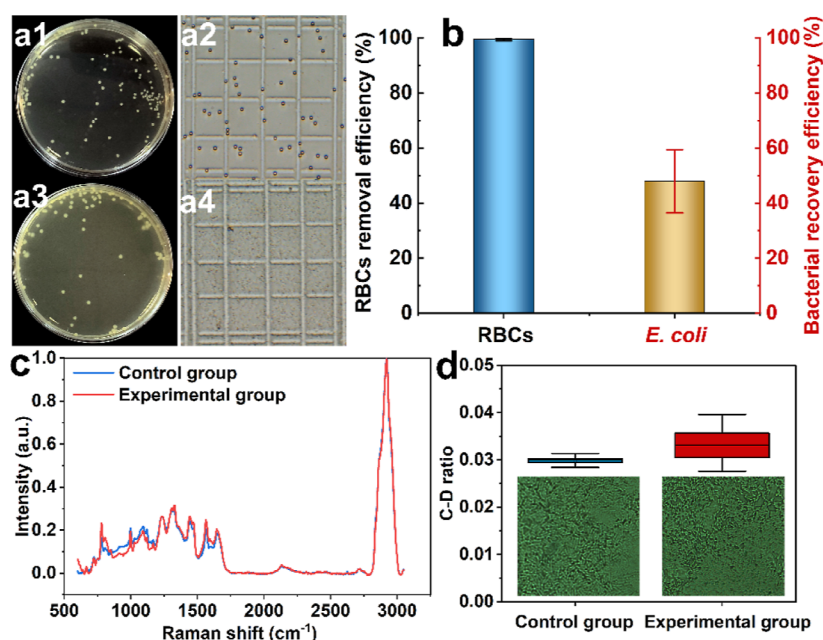 a1
a2
a3
a4
b
RBCs removal efficiency (%)
100
80
60
40
20
0
RBCs
E. coli
100
80
60
40
20
0
Bacterial recovery efficiency (%)
c
Control group
Experimental group
Intensity (a.u.)
1.0
0.8
0.6
0.4
0.2
0.0
500 1000 1500 2000 2500 3000
Raman shift (cm⁻¹)
d
C-D ratio
0.05
0.04
0.03
0.02
0.01
0.00
Control group Experimental group